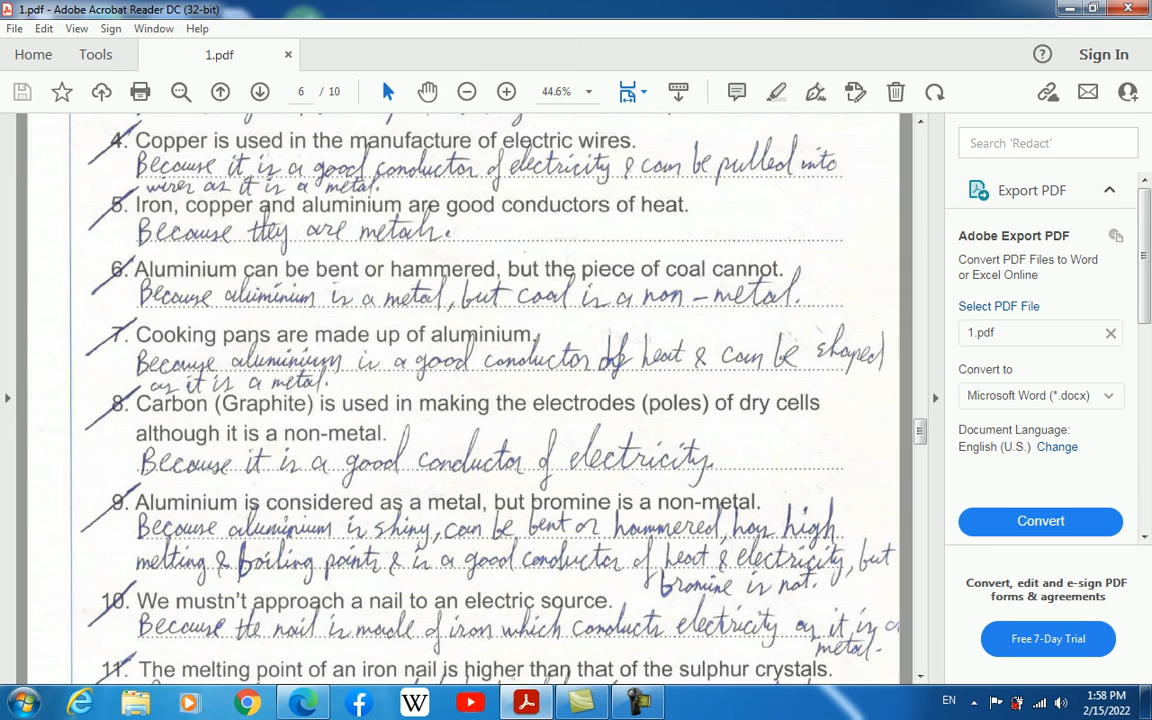 1.pdf - Adobe Acrobat Reader DC (32-bit)
File Edit View Sign Window Help
Home Tools 1.pdf × ? Sign In
6 / 10 44.6%
4. Copper is used in the manufacture of electric wires.
Because it is a good conductor of electricity & can be pulled into
wires as it is a metal.
5. Iron, copper and aluminium are good conductors of heat.
Because they are metals.
6. Aluminium can be bent or hammered, but the piece of coal cannot.
Because aluminium is a metal, but coal is a non-metal.
7. Cooking pans are made up of aluminium.
Because aluminium is a good conductor of heat & can be shaped
as it is a metal.
8. Carbon (Graphite) is used in making the electrodes (poles) of dry cells
although it is a non-metal.
Because it is a good conductor of electricity.
9. Aluminium is considered as a metal, but bromine is a non-metal.
Because aluminium is shiny, can be bent or hammered, has high
melting & boiling points & is a good conductor of heat & electricity, but
bromine is not.
10. We mustn't approach a nail to an electric source.
Because the nail is made of iron which conducts electricity as it is a
metal.
11. The melting point of an iron nail is higher than that of the sulphur crystals.
Search 'Redact'
Export PDF
Adobe Export PDF
Convert PDF Files to Word
or Excel Online
Select PDF File
1.pdf
Convert to
Microsoft Word (*.docx)
Document Language:
English (U.S.) Change
Convert
Convert, edit and e-sign PDF
forms & agreements
Free 7-Day Trial
EN
1:58 PM
2/15/2022